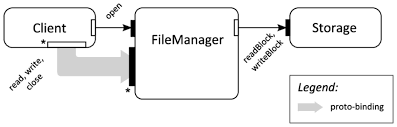 Client
open
FileManager
Storage
*
read, write,
close
*
readBlock,
writeBlock
Legend:
proto-binding